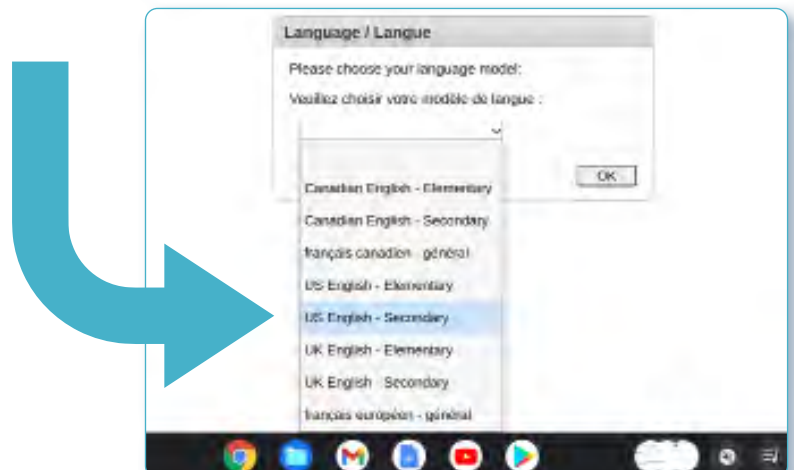 Language / Langue
Please choose your language model:
Veuillez choisir votre modèle de langue :
OK
Canadian English - Elementary
Canadian English - Secondary
français canadien - général
US English - Elementary
US English - Secondary
UK English - Elementary
UK English - Secondary
français européen - général